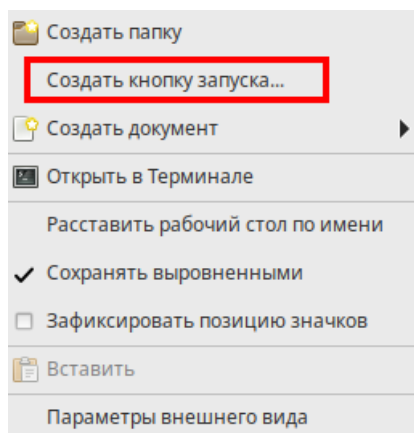 Создать папку
Создать кнопку запуска...
Создать документ
Открыть в Терминале
Расставить рабочий стол по имени
Сохранять выровненными
Зафиксировать позицию значков
Вставить
Параметры внешнего вида